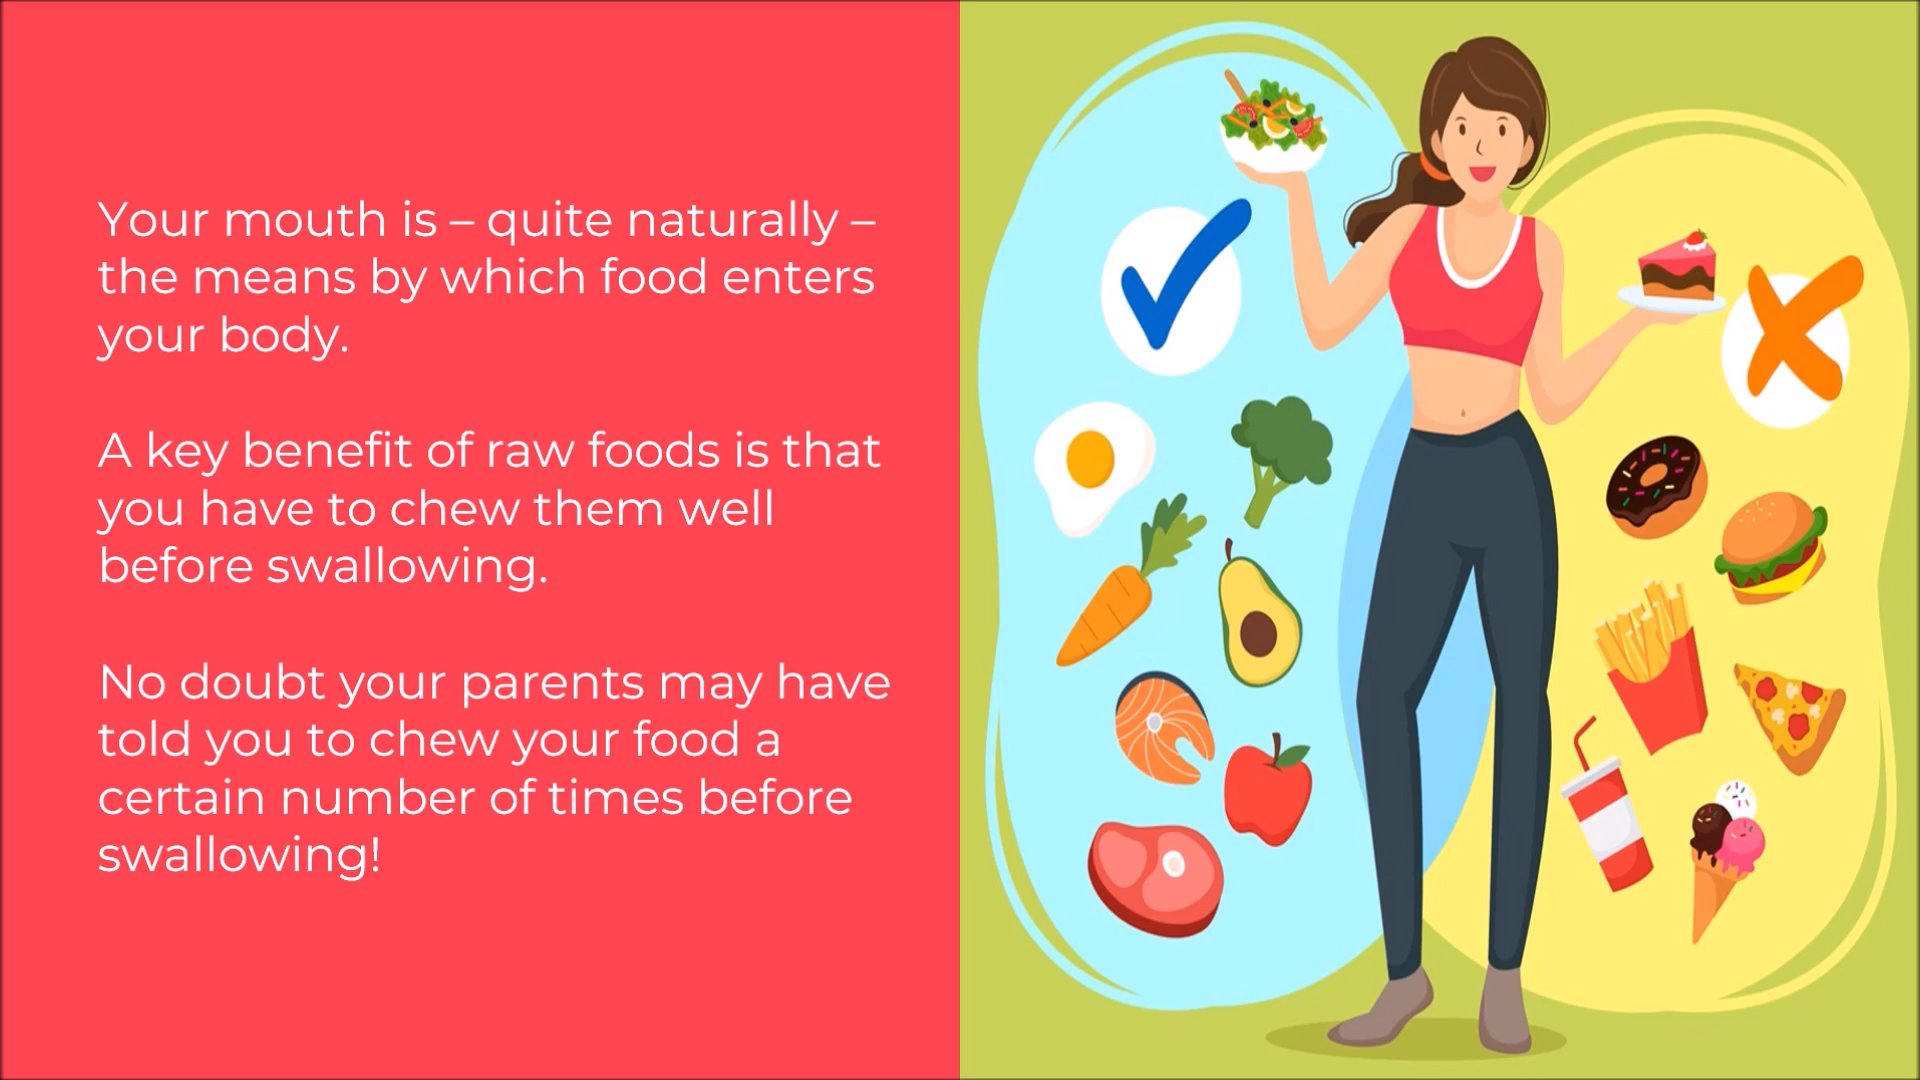 Your mouth is – quite naturally –
the means by which food enters
your body.
A key benefit of raw foods is that
you have to chew them well
before swallowing.
No doubt your parents may have
told you to chew your food a
certain number of times before
swallowing!